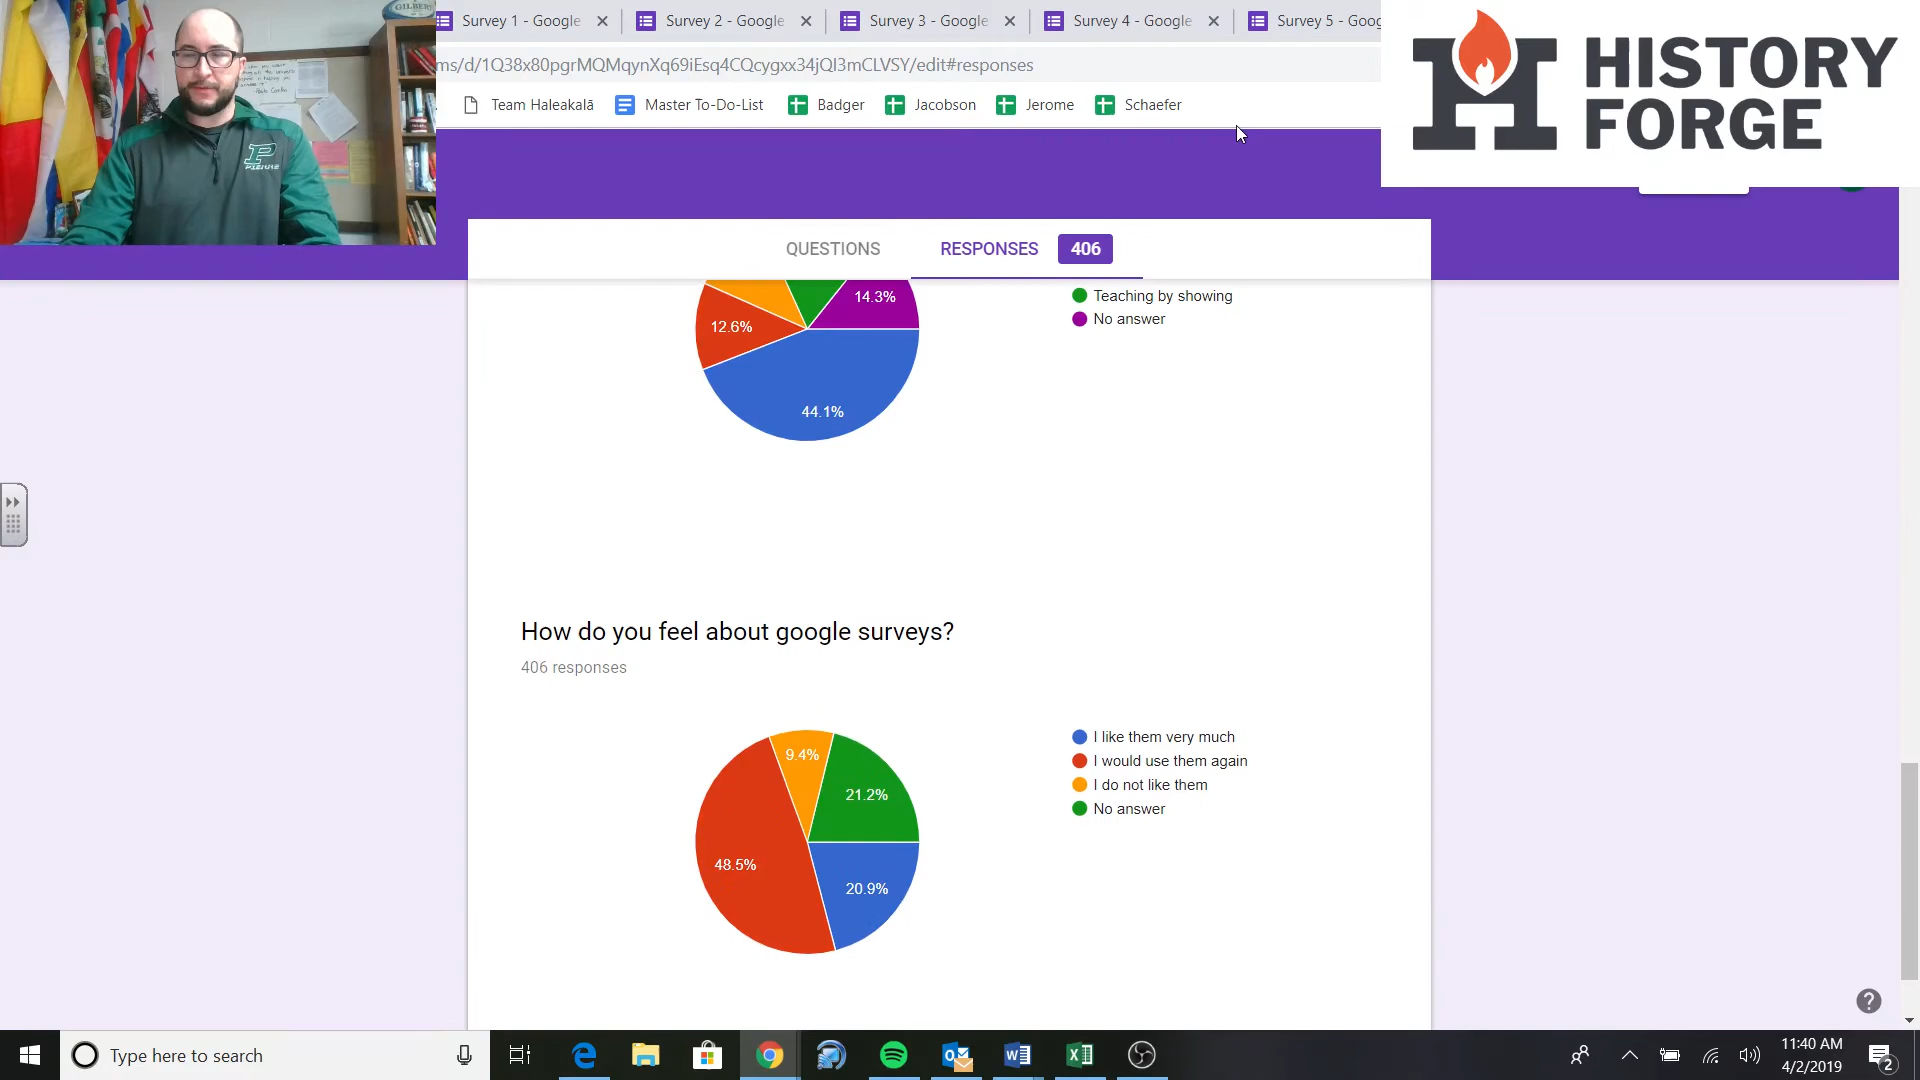 GILBERT
Survey 1 - Google
Survey 2 - Google
Survey 3 - Google
Survey 4 - Google
Survey 5 - Goog
ms/d/1Q38x80pgrMQMqynXq69iEsq4CQcygxx34jQI3mCLVSY/edit#responses
Team Haleakalā
Master To-Do-List
Badger
Jacobson
Jerome
Schaefer
HISTORY
FORGE
P
PIERRE
QUESTIONS
RESPONSES
406
14.3%
12.6%
44.1%
Teaching by showing
No answer
How do you feel about google surveys?
406 responses
9.4%
21.2%
48.5%
20.9%
I like them very much
I would use them again
I do not like them
No answer
Type here to search
11:40 AM
4/2/2019
2